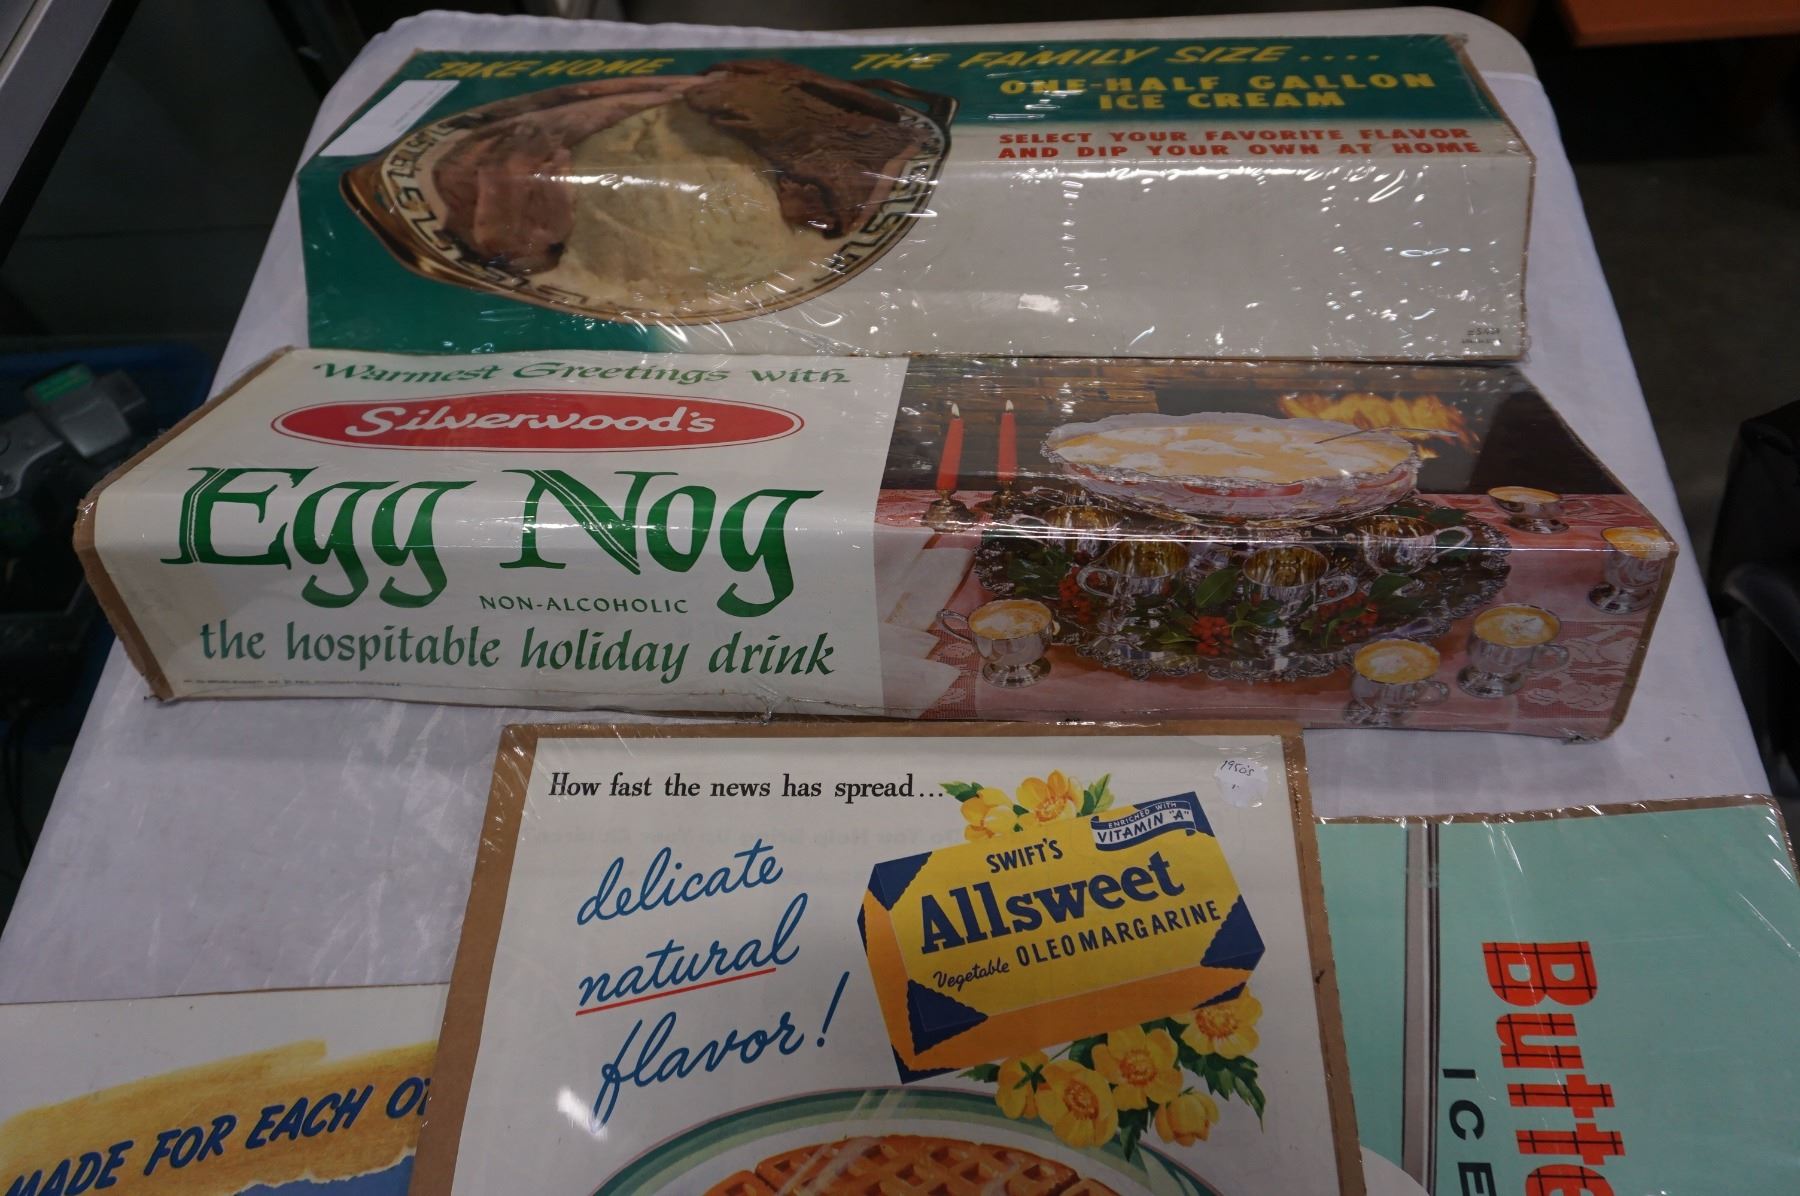 TAKE HOME
THE FAMILY SIZE....
ONE-HALF GALLON
ICE CREAM
SELECT YOUR FAVORITE FLAVOR
AND DIP YOUR OWN AT HOME
Warmest Greetings with
Silverwood's
Egg Nog
NON-ALCOHOLIC
the hospitable holiday drink
How fast the news has spread...
1950's
delicate
natural
flavor!
ENRICHED WITH
VITAMIN "A"
SWIFT'S
Allsweet
Vegetable OLEOMARGARINE
MADE FOR EACH
Butte
ICE